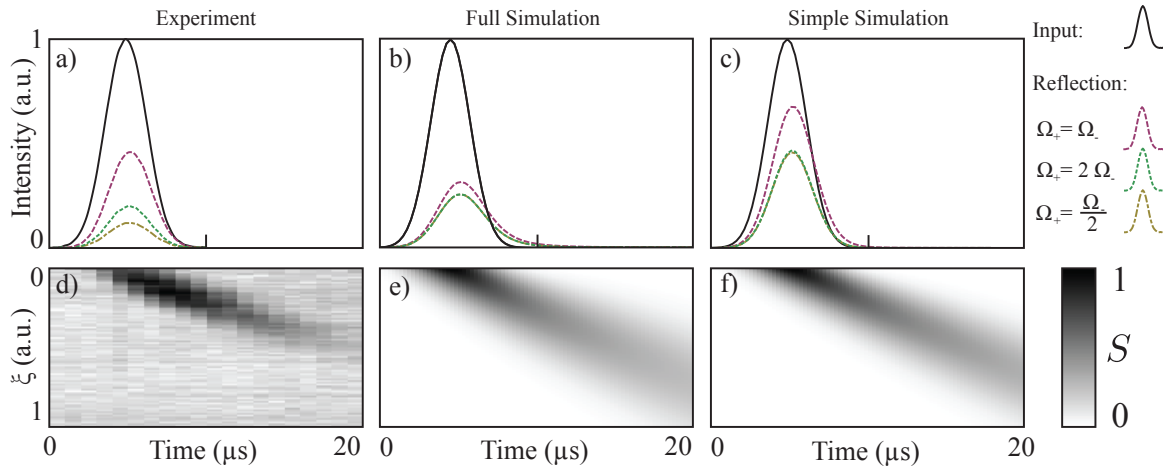 Experiment
Full Simulation
Simple Simulation
Input:
Reflection:
Ω₊ = Ω₋
Ω₊ = 2 Ω₋
Ω₊ = Ω₋/2
Intensity (a.u.)
1
0
a)
b)
c)
ξ (a.u.)
0
1
d)
e)
f)
1
S
0
0
Time (µs)
20
0
Time (µs)
20
0
Time (µs)
20